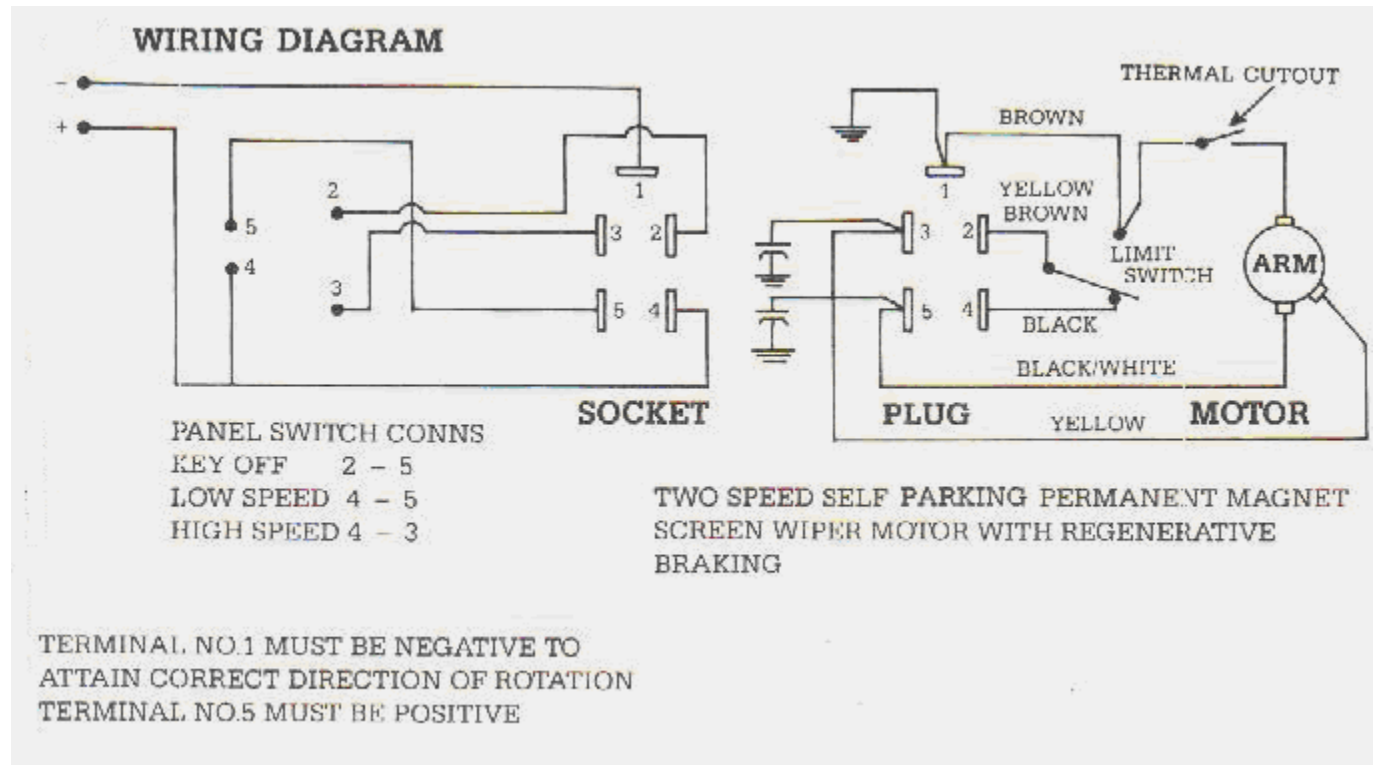 WIRING DIAGRAM
THERMAL CUTOUT
–
+
BROWN
2
1
1
YELLOW
BROWN
5
3
2
3
2
4
LIMIT
SWITCH
ARM
3
5
4
5
4
BLACK
BLACK/WHITE
SOCKET
PLUG
MOTOR
YELLOW
PANEL SWITCH CONNS
KEY OFF 2 – 5
LOW SPEED 4 – 5
HIGH SPEED 4 – 3
TWO SPEED SELF PARKING PERMANENT MAGNET
SCREEN WIPER MOTOR WITH REGENERATIVE
BRAKING
TERMINAL NO.1 MUST BE NEGATIVE TO
ATTAIN CORRECT DIRECTION OF ROTATION
TERMINAL NO.5 MUST BE POSITIVE